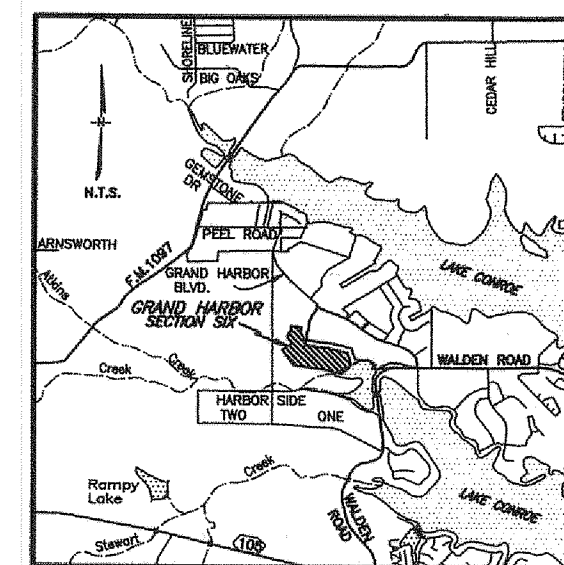 SHORELINE
BLUEWATER
BIG OAKS
CEDAR HILL
N
N.T.S.
GEMSTONE
DR
PEEL ROAD
ARNSWORTH
F.M. 1097
GRAND HARBOR
BLVD.
LAKE CONROE
Atkins
Creek
GRAND HARBOR
SECTION SIX
WALDEN ROAD
Creek
HARBOR SIDE
TWO ONE
Creek
Rampy
Lake
WALDEN
ROAD
LAKE CONROE
Stewart
105